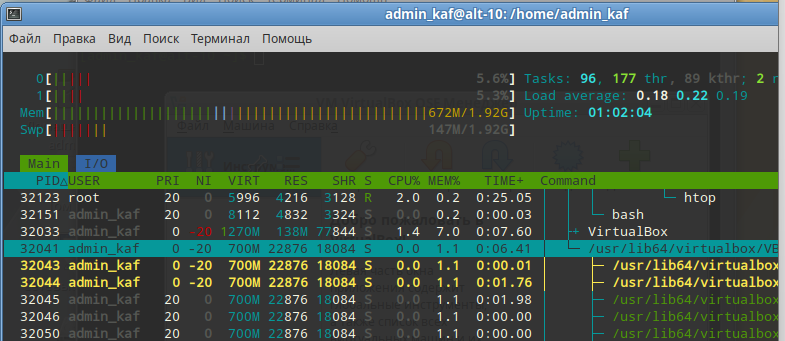 admin_kaf@alt-10: /home/admin_kaf
Файл Правка Вид Поиск Терминал Помощь
0[||||| 5.6%] Tasks: 96, 177 thr, 89 kthr; 2
1[|||| 5.3%] Load average: 0.18 0.22 0.19
Mem[||||||||||||||||||||||||||||||||||||||||||||||672M/1.92G] Uptime: 01:02:04
Swp[||||||| 147M/1.92G]
Main I/O
PID△USER PRI NI VIRT RES SHR S CPU% MEM% TIME+ Command
32123 root 20 0 5996 4216 3128 R 2.0 0.2 0:25.05 └─ htop
32151 admin_kaf 20 0 8112 4832 3324 S 0.0 0.2 0:00.03 └─ bash
32033 admin_kaf 0 -20 1270M 138M 77844 S 1.4 7.0 0:07.60 ├+ VirtualBox
32041 admin_kaf 0 -20 700M 22876 18084 S 0.0 1.1 0:06.41 │ └─ /usr/lib64/virtualbox/VB
32043 admin_kaf 0 -20 700M 22876 18084 S 0.0 1.1 0:00.01 │ ├─ /usr/lib64/virtualbox
32044 admin_kaf 0 -20 700M 22876 18084 S 0.0 1.1 0:01.76 │ ├─ /usr/lib64/virtualbox
32045 admin_kaf 20 0 700M 22876 18084 S 0.0 1.1 0:01.98 │ ├─ /usr/lib64/virtualbox
32046 admin_kaf 20 0 700M 22876 18084 S 0.0 1.1 0:00.00 │ ├─ /usr/lib64/virtualbox
32050 admin_kaf 20 0 700M 22876 18084 S 0.0 1.1 0:00.00 │ ├─ /usr/lib64/virtualbox